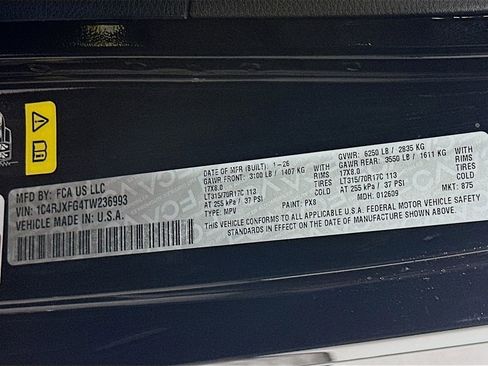 MFD BY: FCA US LLC
VIN: 1C4RJXFG4TW236993
VEHICLE MADE IN U.S.A.
DATE OF MFR (BUILT): 1-26
GAWR FRONT: 3100 LB / 1407 KG
17X8.0 RIMS
LT315/70R17C 113 TIRES
AT 255 kPa / 37 PSI COLD
TYPE: MPV PAINT: PX8
GVWR: 6250 LB / 2835 KG
GAWR REAR: 3550 LB / 1611 KG
17X8.0 RIMS
LT315/70R17C 113 TIRES
AT 255 kPa / 37 PSI COLD
MDH: 012609 MKT: 875
THIS VEHICLE CONFORMS TO ALL APPLICABLE U.S.A. FEDERAL MOTOR VEHICLE SAFETY
STANDARDS IN EFFECT ON THE DATE OF MANUFACTURE SHOWN ABOVE.
FCA